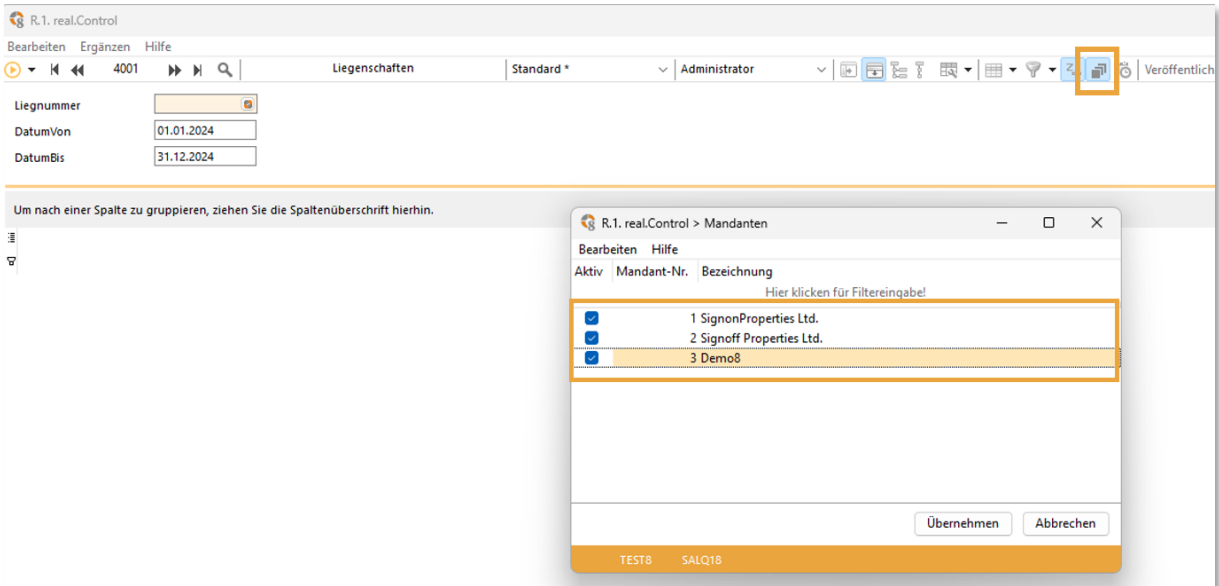 R.1. real.Control
Bearbeiten Ergänzen Hilfe
4001 Liegenschaften Standard * Administrator Veröffentlich
Liegnummer
DatumVon 01.01.2024
DatumBis 31.12.2024
Um nach einer Spalte zu gruppieren, ziehen Sie die Spaltenüberschrift hierhin.
R.1. real.Control > Mandanten
Bearbeiten Hilfe
Aktiv Mandant-Nr. Bezeichnung
Hier klicken für Filtereingabe!
1 SignonProperties Ltd.
2 Signoff Properties Ltd.
3 Demo8
Übernehmen Abbrechen
TEST8 SALQ18